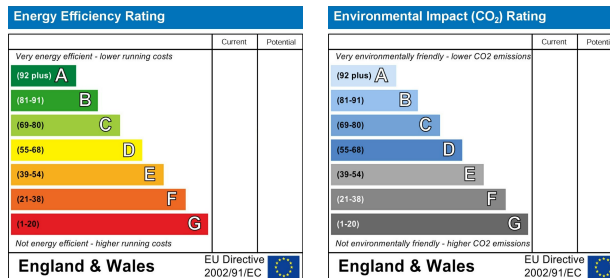 Energy Efficiency Rating
Current Potential
Very energy efficient - lower running costs
(92 plus) A
(81-91) B
(69-80) C
(55-68) D
(39-54) E
(21-38) F
(1-20) G
Not energy efficient - higher running costs
England & Wales
EU Directive
2002/91/EC
Environmental Impact (CO₂) Rating
Current Potential
Very environmentally friendly - lower CO2 emissions
(92 plus) A
(81-91) B
(69-80) C
(55-68) D
(39-54) E
(21-38) F
(1-20) G
Not environmentally friendly - higher CO2 emissions
England & Wales
EU Directive
2002/91/EC